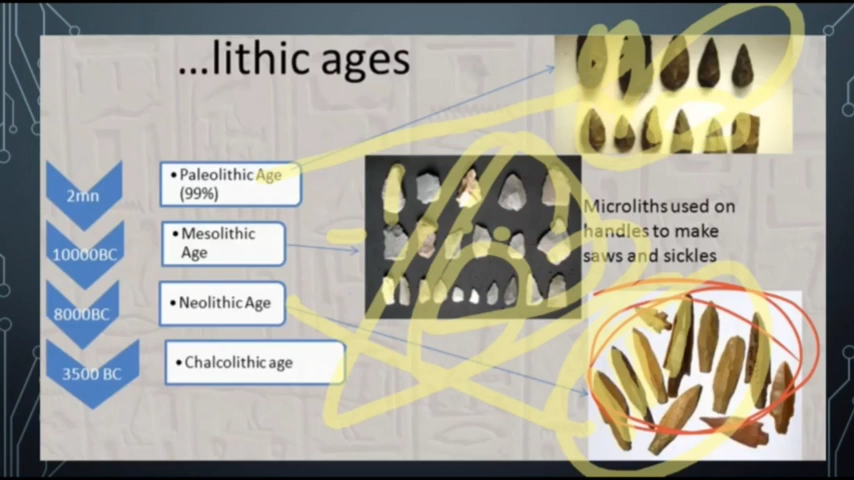 ...lithic ages
2mn
• Paleolithic Age
(99%)
10000BC
• Mesolithic
Age
8000BC
• Neolithic Age
3500 BC
• Chalcolithic age
Microliths used on
handles to make
saws and sickles